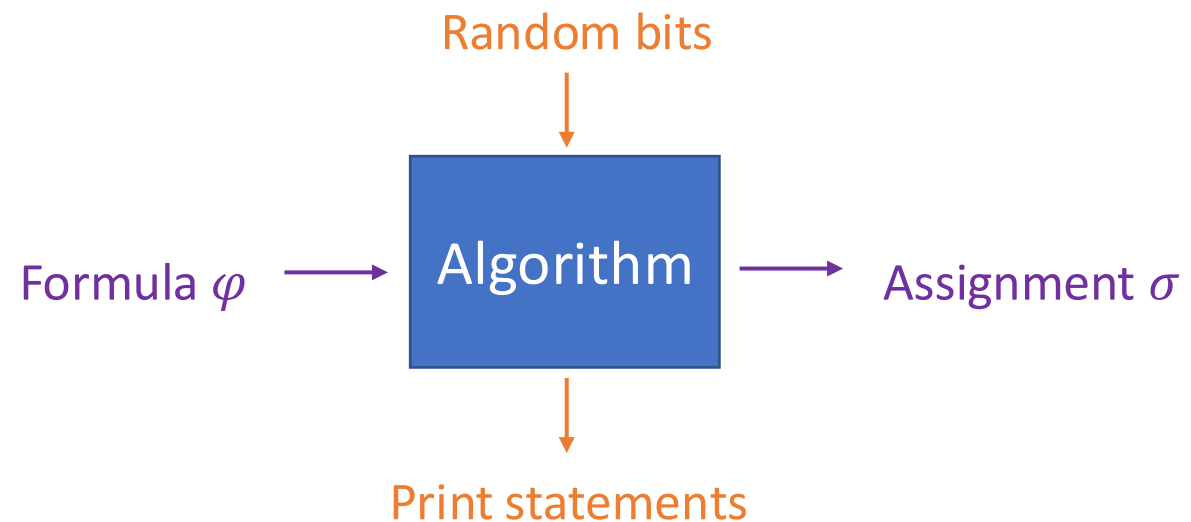 Random bits
Formula φ
Algorithm
Assignment σ
Print statements